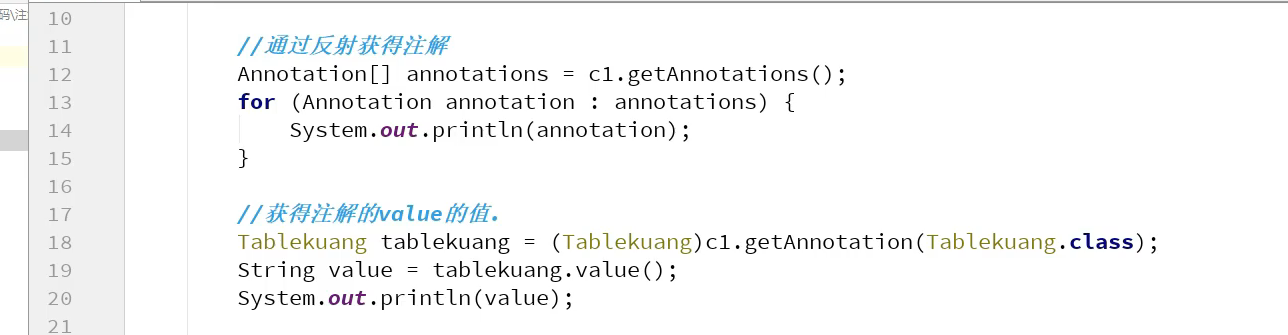 码\注
10
11 //通过反射获得注解
12 Annotation[] annotations = c1.getAnnotations();
13 for (Annotation annotation : annotations) {
14 System.out.println(annotation);
15 }
16
17 //获得注解的value的值.
18 Tablekuang tablekuang = (Tablekuang)c1.getAnnotation(Tablekuang.class);
19 String value = tablekuang.value();
20 System.out.println(value);
21